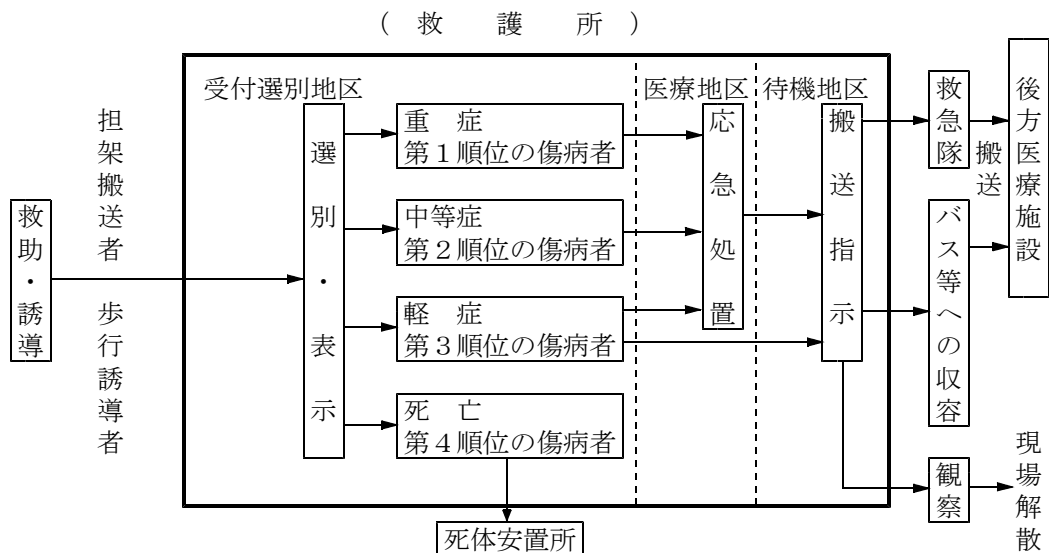 （　救　護　所　）
受付選別地区
医療地区
待機地区
救助・誘導
担架搬送者
歩行誘導者
選別・表示
重　症
第１順位の傷病者
中等症
第２順位の傷病者
軽　症
第３順位の傷病者
死　亡
第４順位の傷病者
応急処置
搬送指示
救急隊
搬送
後方医療施設
バス等への収容
観察
現場解散
死体安置所